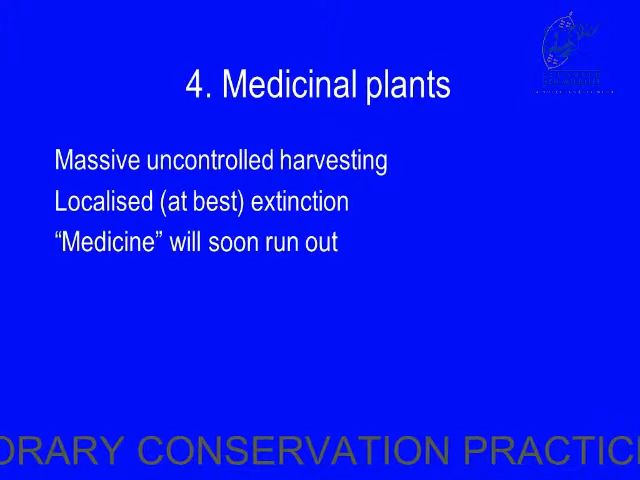 4. Medicinal plants
Massive uncontrolled harvesting
Localised (at best) extinction
“Medicine” will soon run out
ORARY CONSERVATION PRACTIC